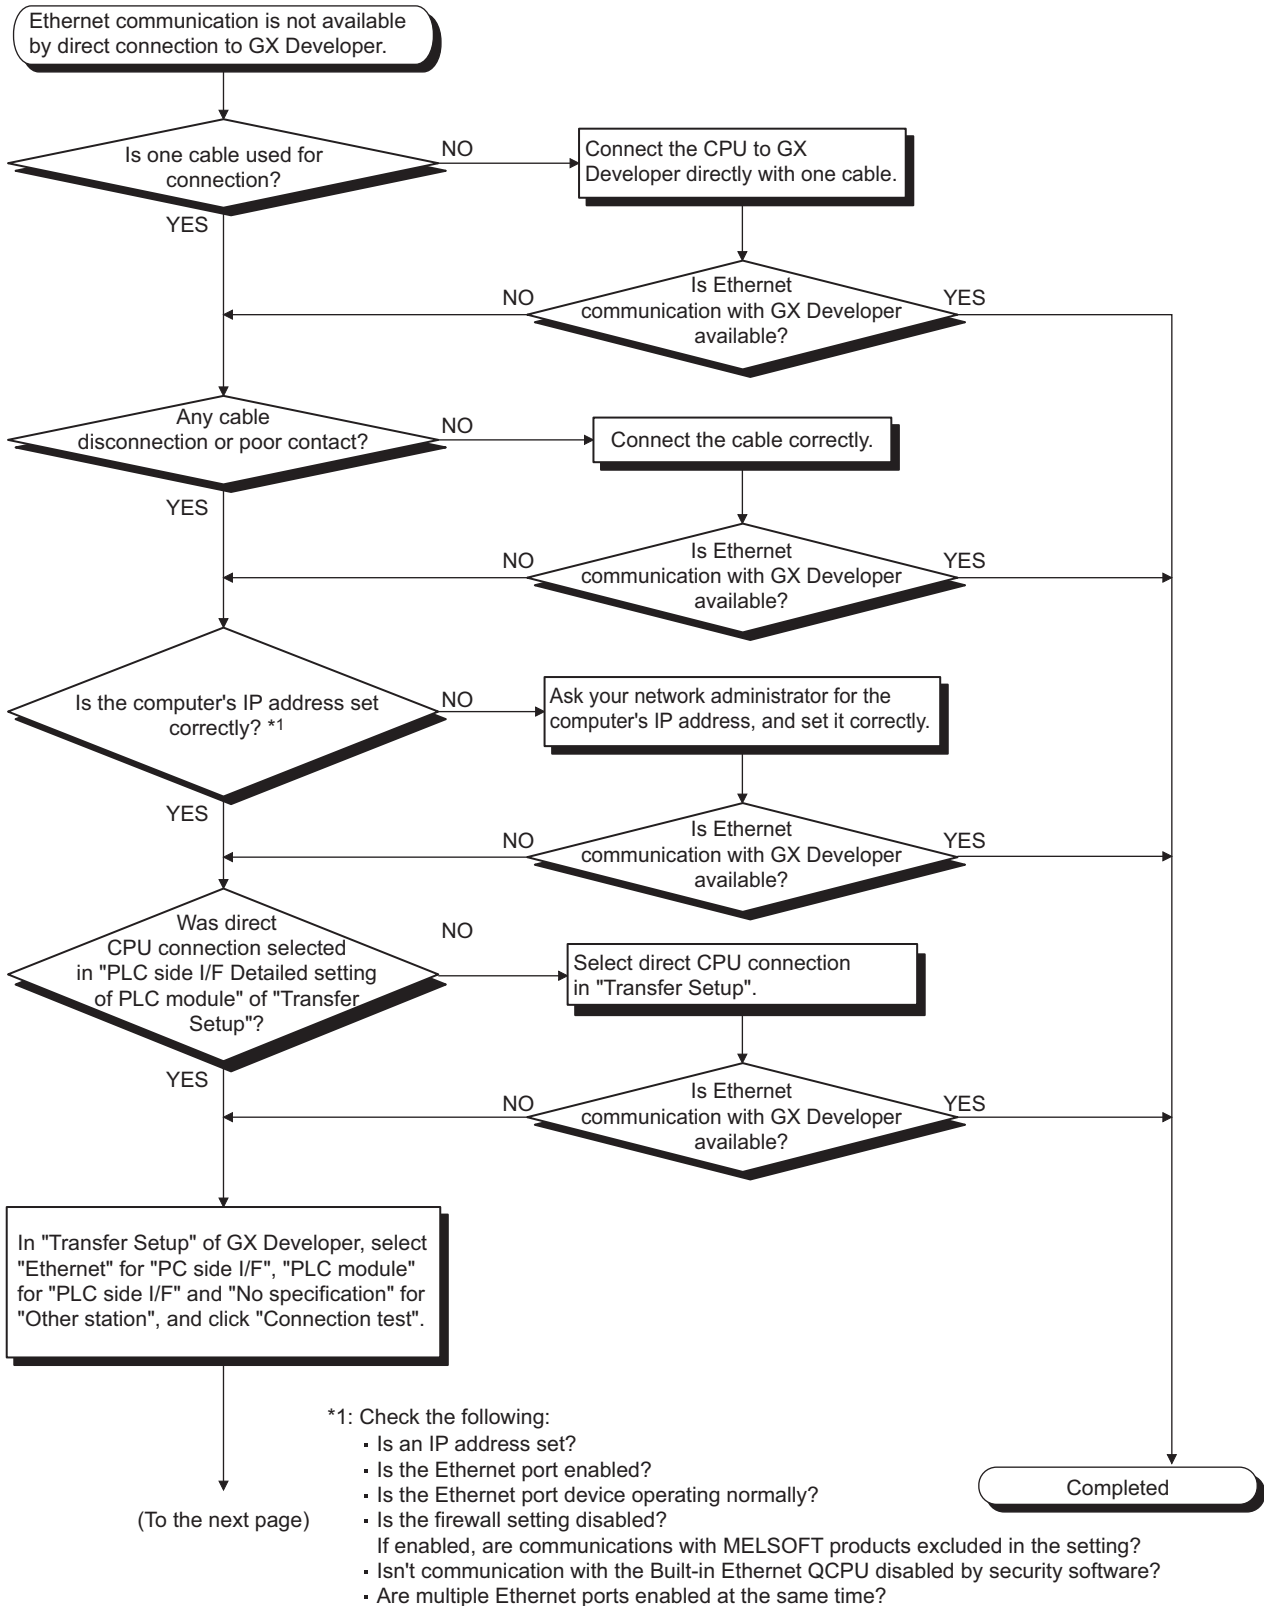 Ethernet communication is not available
by direct connection to GX Developer.
Is one cable used for
connection?
NO
Connect the CPU to GX
Developer directly with one cable.
YES
Is Ethernet
communication with GX Developer
available?
NO
YES
Any cable
disconnection or poor contact?
NO
Connect the cable correctly.
YES
Is Ethernet
communication with GX Developer
available?
NO
YES
Is the computer's IP address set
correctly? *1
NO
Ask your network administrator for the
computer's IP address, and set it correctly.
YES
Is Ethernet
communication with GX Developer
available?
NO
YES
Was direct
CPU connection selected
in "PLC side I/F Detailed setting
of PLC module" of "Transfer
Setup"?
NO
Select direct CPU connection
in "Transfer Setup".
YES
Is Ethernet
communication with GX Developer
available?
NO
YES
In "Transfer Setup" of GX Developer, select
"Ethernet" for "PC side I/F", "PLC module"
for "PLC side I/F" and "No specification" for
"Other station", and click "Connection test".
(To the next page)
*1: Check the following:
· Is an IP address set?
· Is the Ethernet port enabled?
· Is the Ethernet port device operating normally?
· Is the firewall setting disabled?
If enabled, are communications with MELSOFT products excluded in the setting?
· Isn't communication with the Built-in Ethernet QCPU disabled by security software?
· Are multiple Ethernet ports enabled at the same time?
Completed